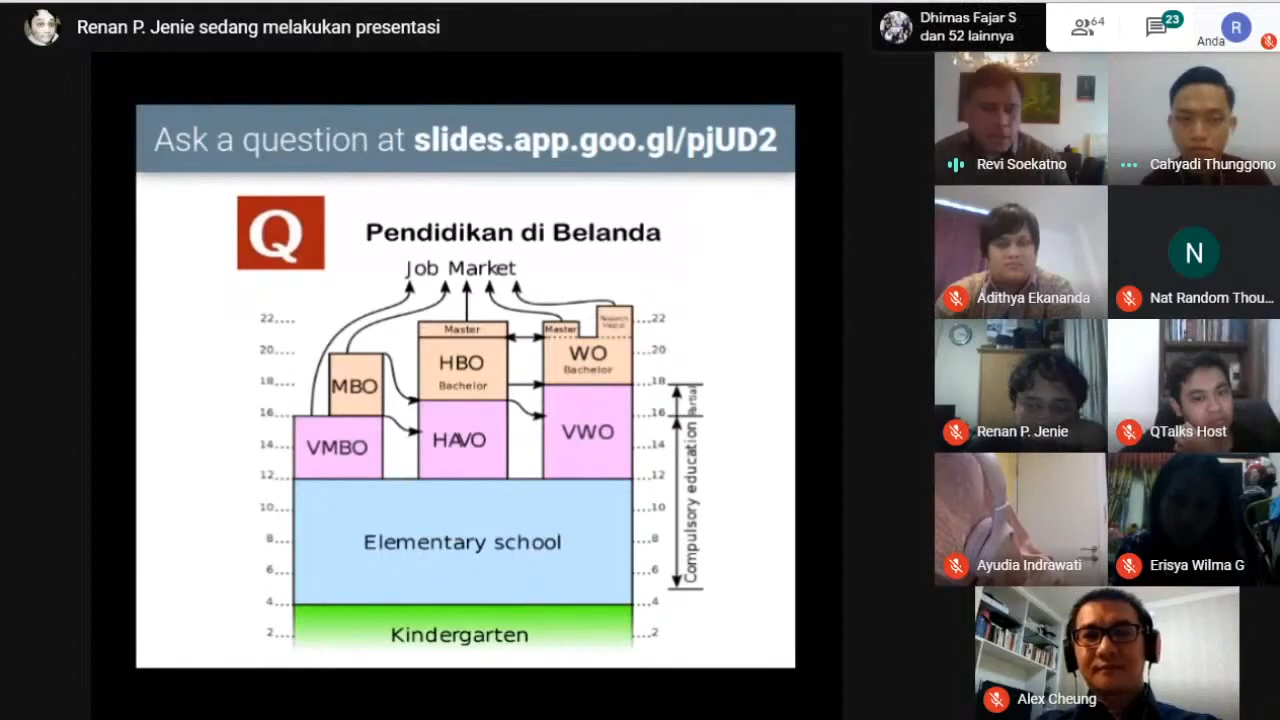 Renan P. Jenie sedang melakukan presentasi
Dhimas Fajar S
dan 52 lainnya
64
23
Anda
R
Ask a question at slides.app.goo.gl/pjUD2
Q
Pendidikan di Belanda
Job Market
22
20
18
16
14
12
10
8
6
4
2
Master
HBO
Bachelor
MBO
VMBO
HAVO
Master
Research
Master
WO
Bachelor
VWO
Elementary school
Kindergarten
22
20
18
16
14
12
10
8
6
4
2
Partial
Compulsory education
Revi Soekatno
Cahyadi Thunggono
Adithya Ekananda
N
Nat Random Thou...
Renan P. Jenie
QTalks Host
Ayudia Indrawati
Erisya Wilma G
Alex Cheung